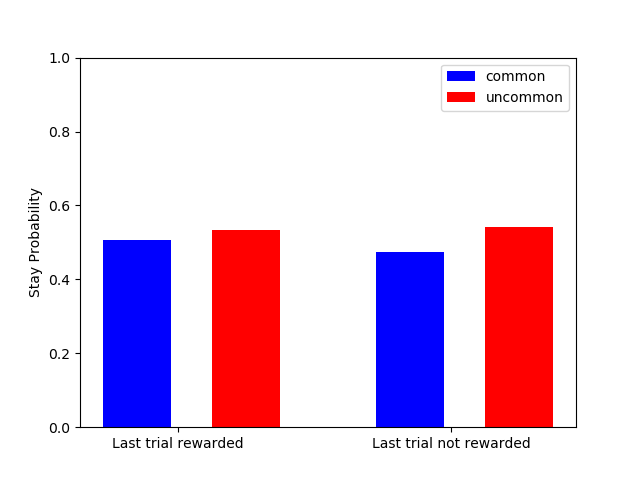 1.0
0.8
0.6
0.4
0.2
0.0
Stay Probability
common
uncommon
Last trial rewarded
Last trial not rewarded